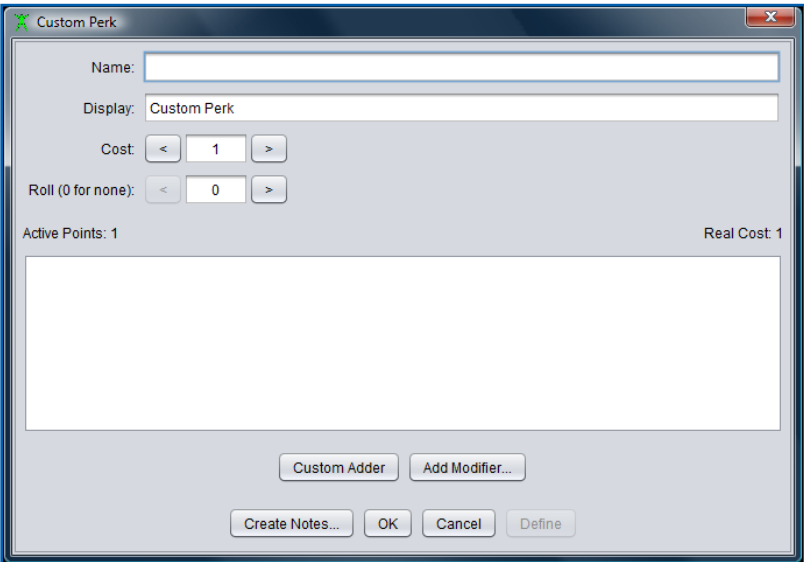 Custom Perk
Name:
Display: Custom Perk
Cost: < 1 >
Roll (0 for none): < 0 >
Active Points: 1 Real Cost: 1
Custom Adder Add Modifier...
Create Notes... OK Cancel Define